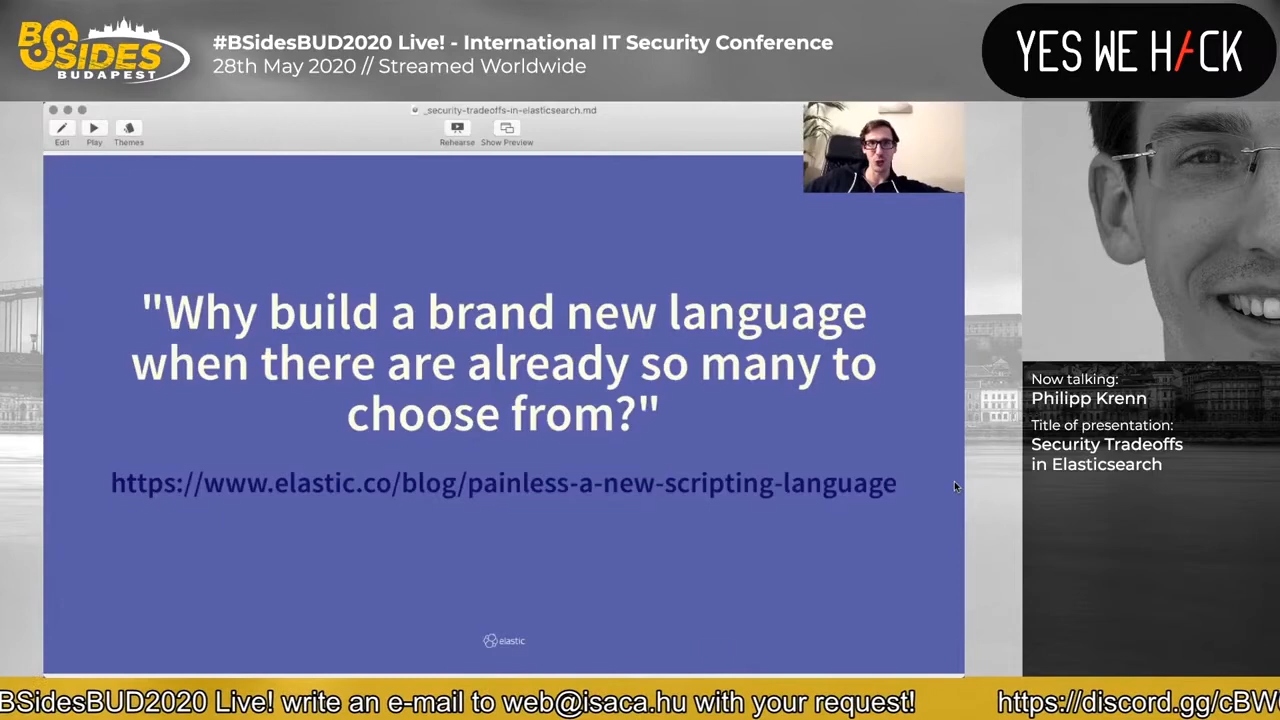 BSIDES
BUDAPEST
#BSidesBUD2020 Live! - International IT Security Conference
28th May 2020 // Streamed Worldwide
YES WE H/CK
_security-tradeoffs-in-elasticsearch.md
Edit
Play
Themes
Rehearse
Show Preview
"Why build a brand new language
when there are already so many to
choose from?"
https://www.elastic.co/blog/painless-a-new-scripting-language
elastic
Now talking:
Philipp Krenn
Title of presentation:
Security Tradeoffs
in Elasticsearch
BSidesBUD2020 Live! write an e-mail to web@isaca.hu with your request!
https://discord.gg/cBW